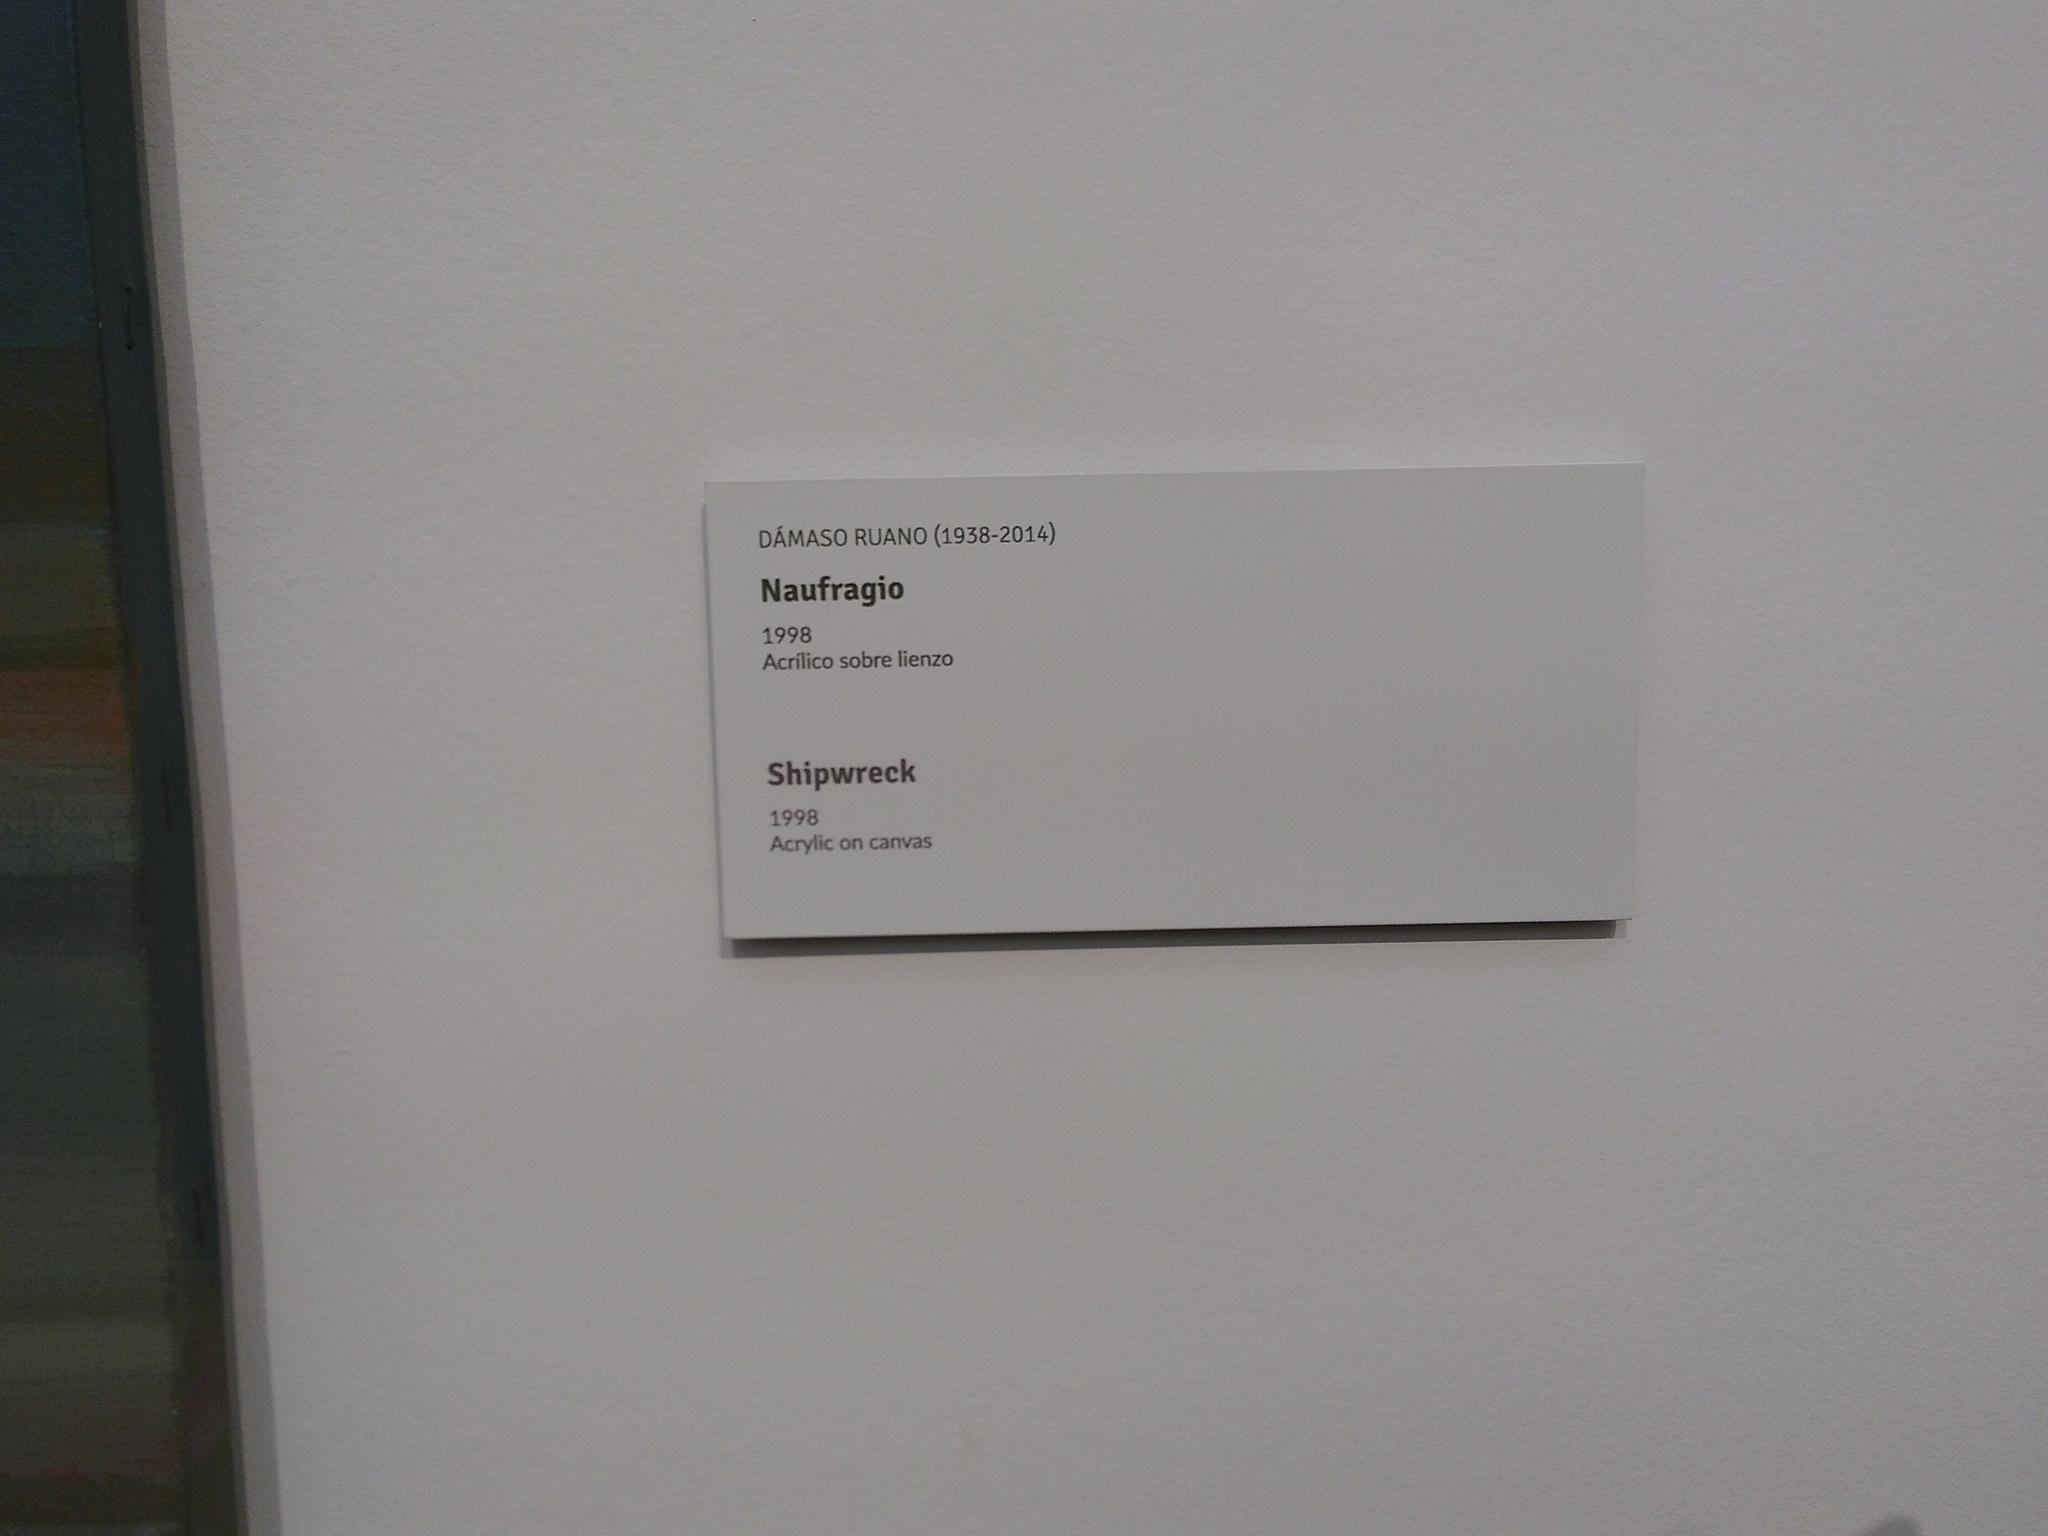 DÁMASO RUANO (1938-2014)
Naufragio
1998
Acrílico sobre lienzo
Shipwreck
1998
Acrylic on canvas